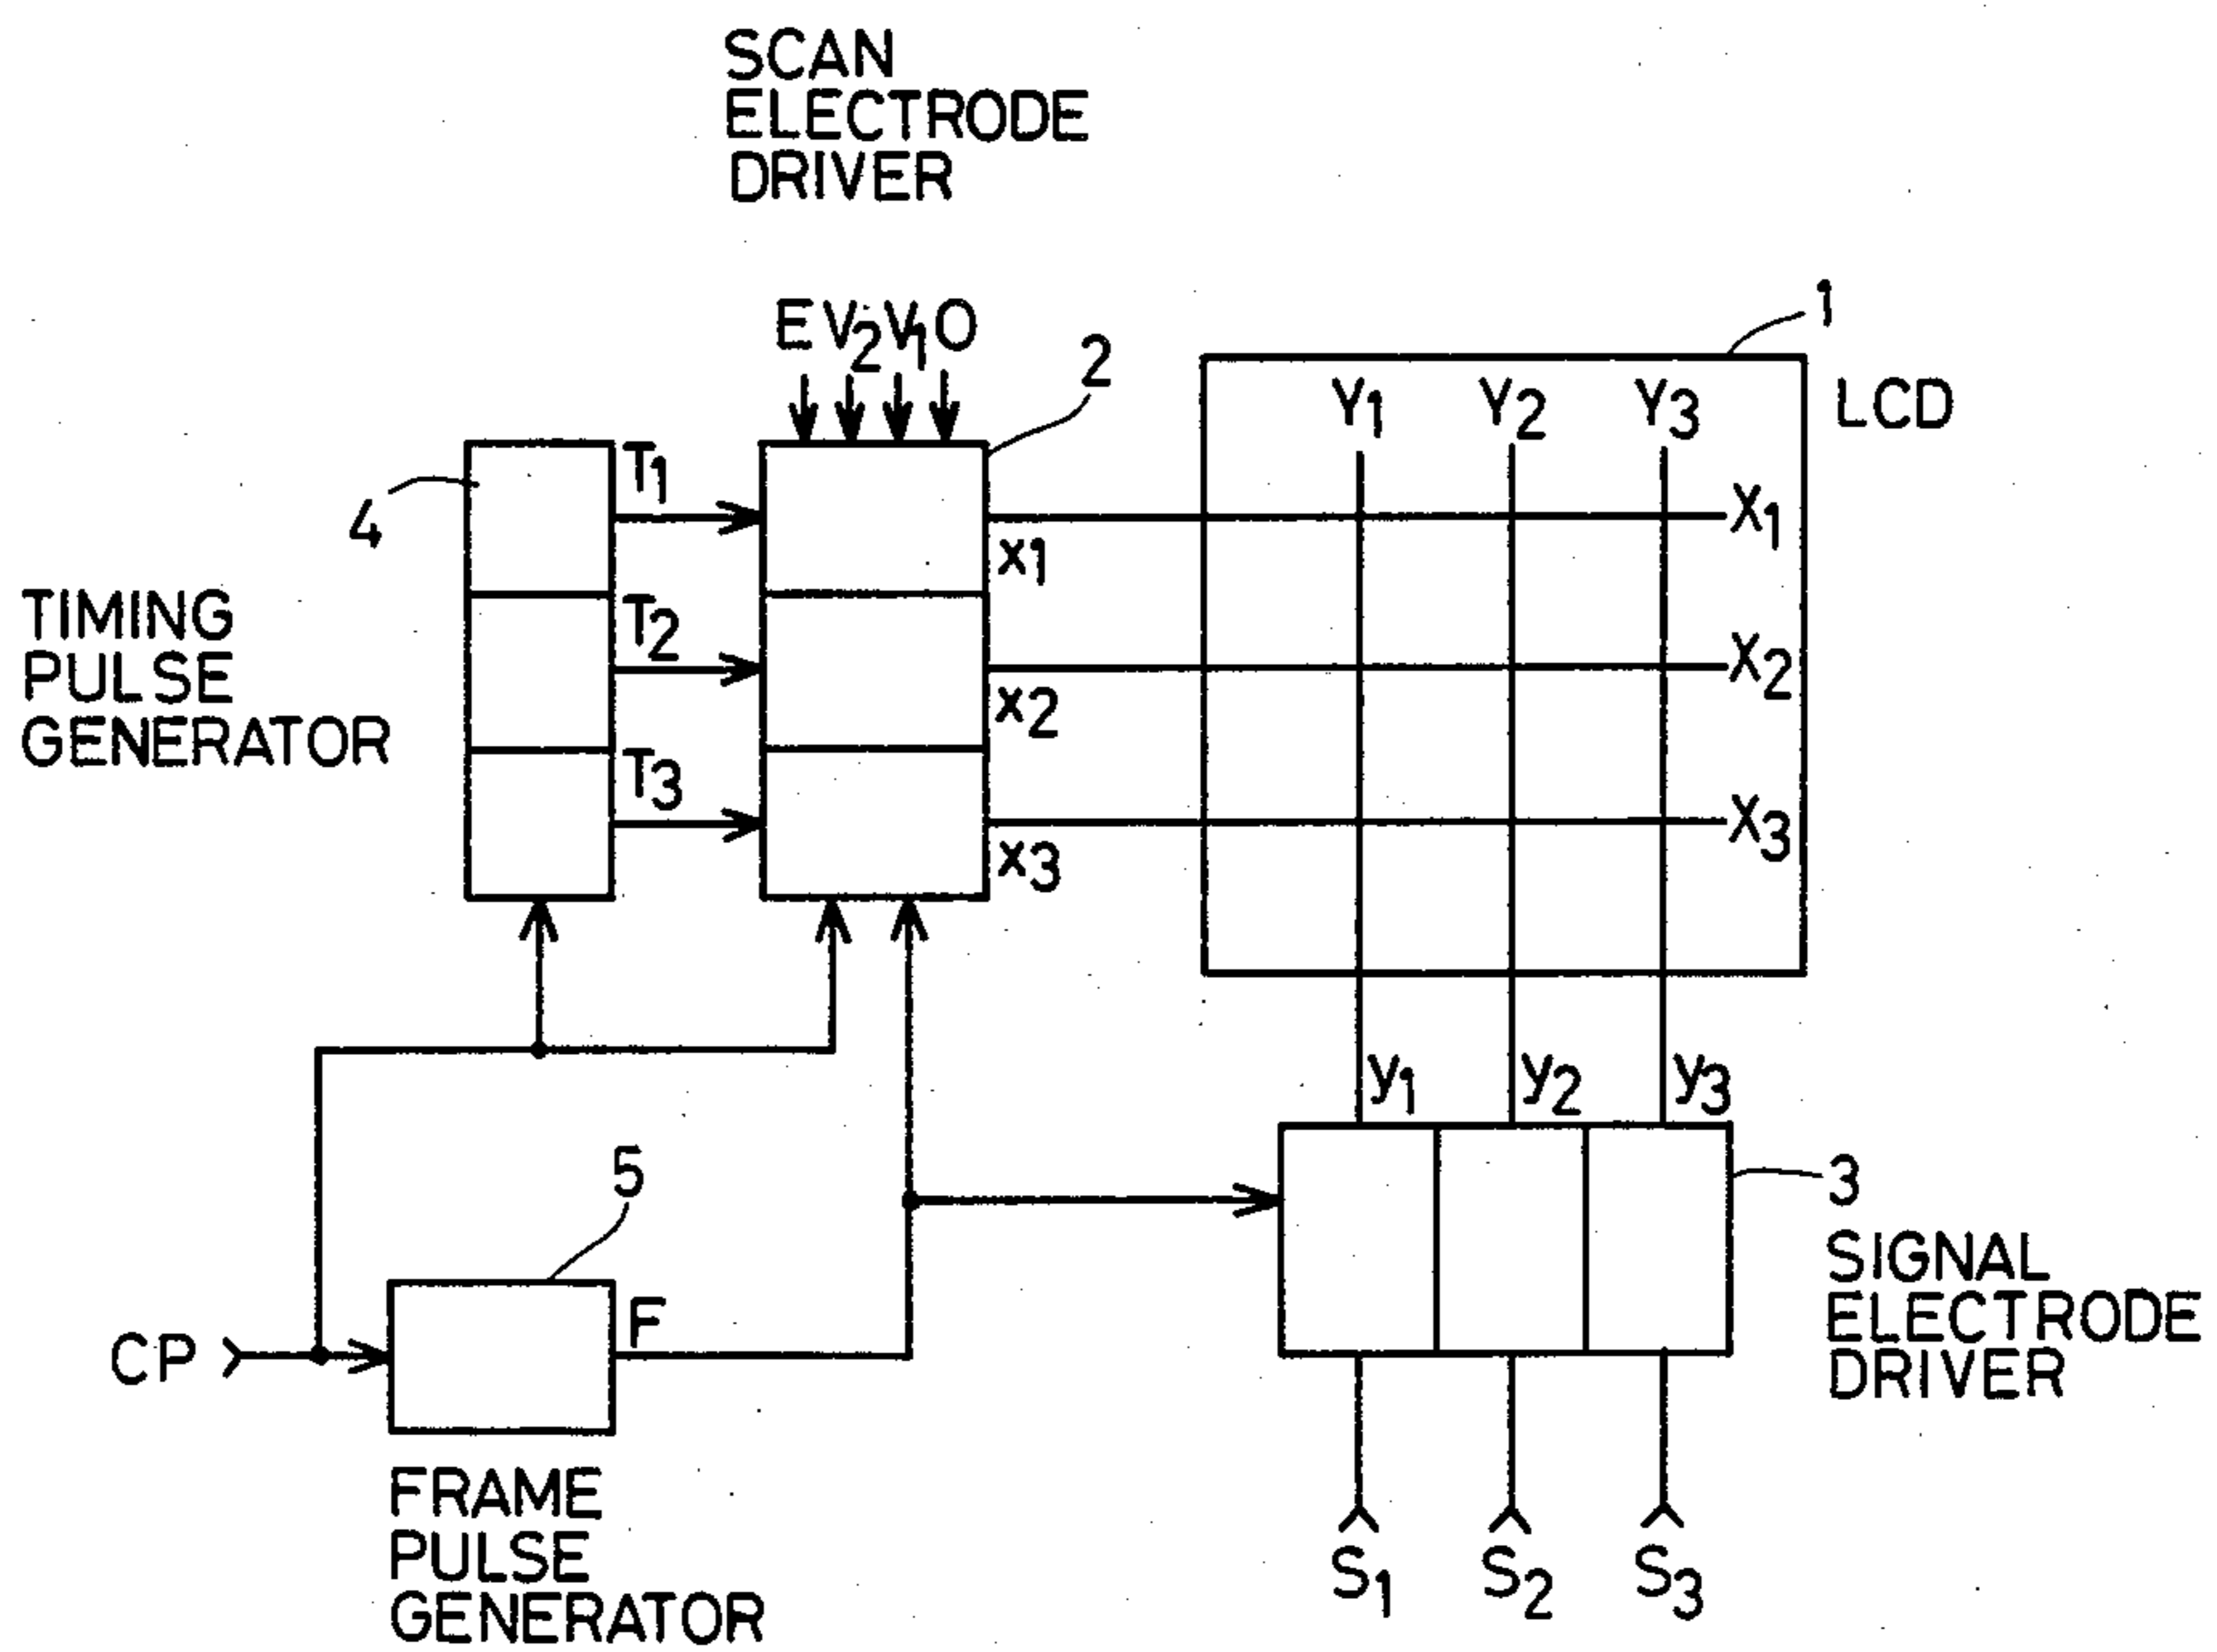 SCAN
ELECTRODE
DRIVER
E V2 V1 O
1
2
LCD
Y1 Y2 Y3
4
T1
X1
x1
TIMING
PULSE
GENERATOR
T2
X2
x2
T3
X3
x3
y1 y2 y3
5
3
SIGNAL
ELECTRODE
DRIVER
F
CP
FRAME
PULSE
GENERATOR
S1 S2 S3